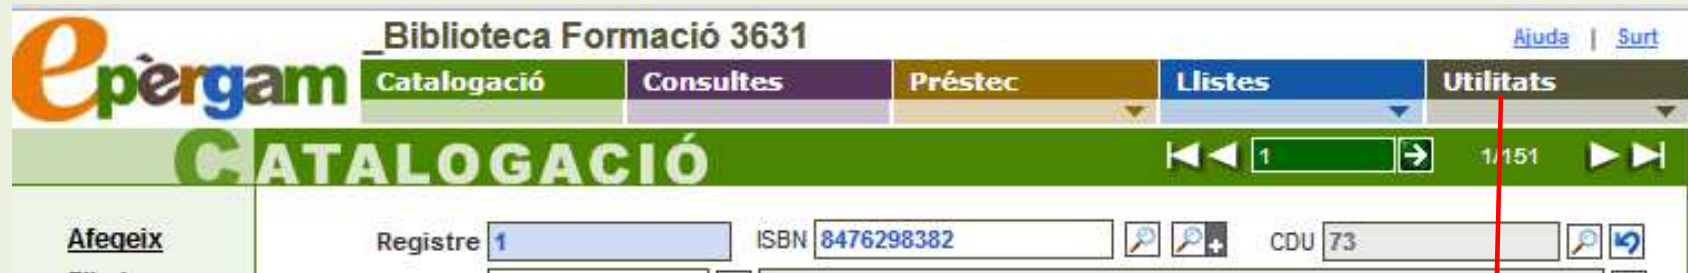 epèrgam
_Biblioteca Formació 3631
Ajuda | Surt
Catalogació Consultes Préstec Llistes Utilitats
CATALOGACIÓ
1 1/151
Afegeix
Registre 1 ISBN 8476298382 CDU 73